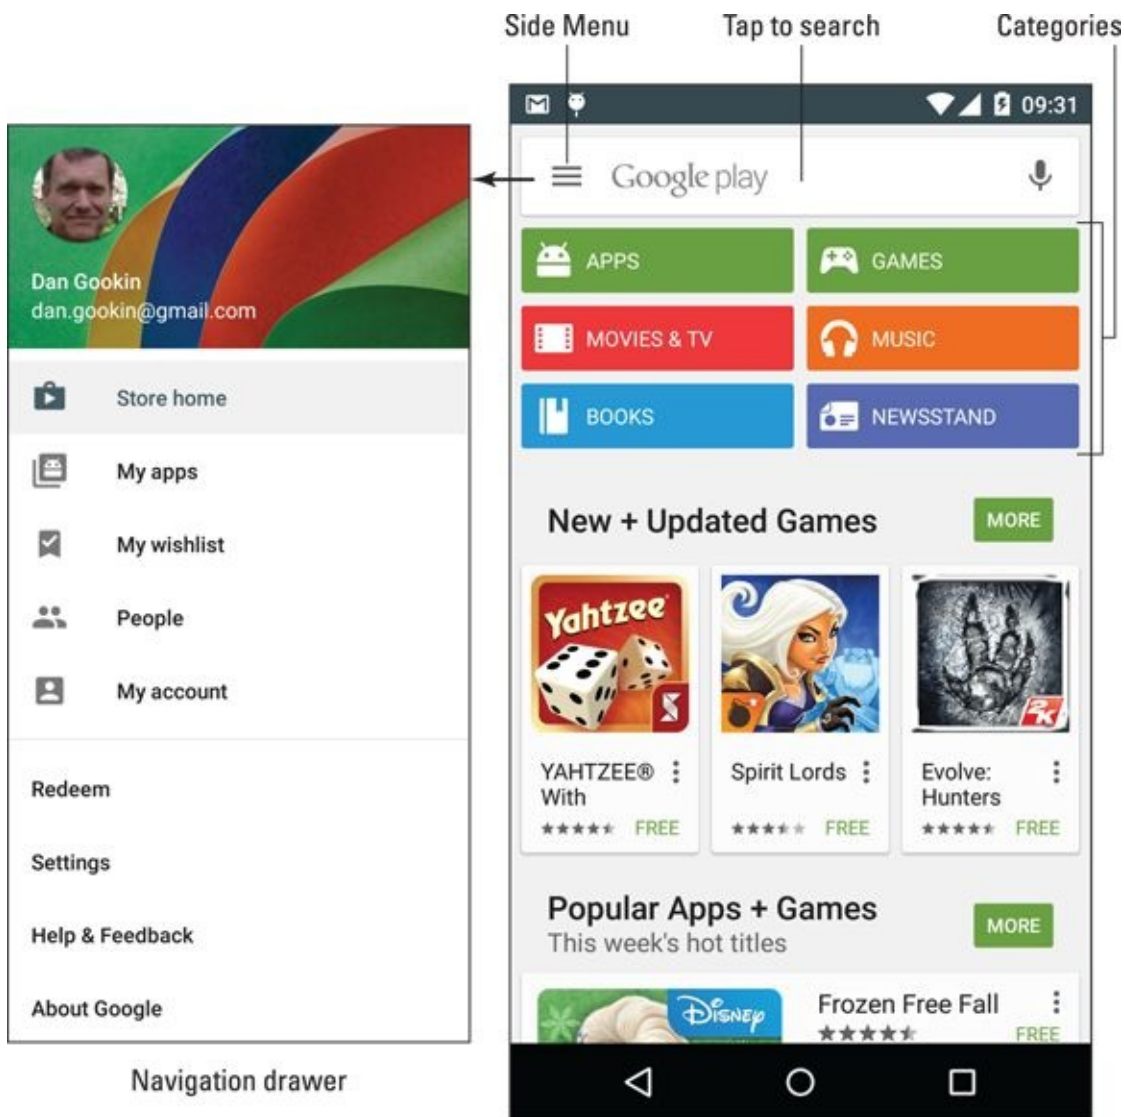 Side Menu
Tap to search
Categories
09:31
Google play
APPS
GAMES
MOVIES & TV
MUSIC
BOOKS
NEWSSTAND
New + Updated Games
MORE
Yahtzee
2K
YAHTZEE® With
Spirit Lords
Evolve: Hunters
FREE
FREE
FREE
Popular Apps + Games
This week's hot titles
MORE
Disney
Frozen Free Fall
FREE
Dan Gookin
dan.gookin@gmail.com
Store home
My apps
My wishlist
People
My account
Redeem
Settings
Help & Feedback
About Google
Navigation drawer